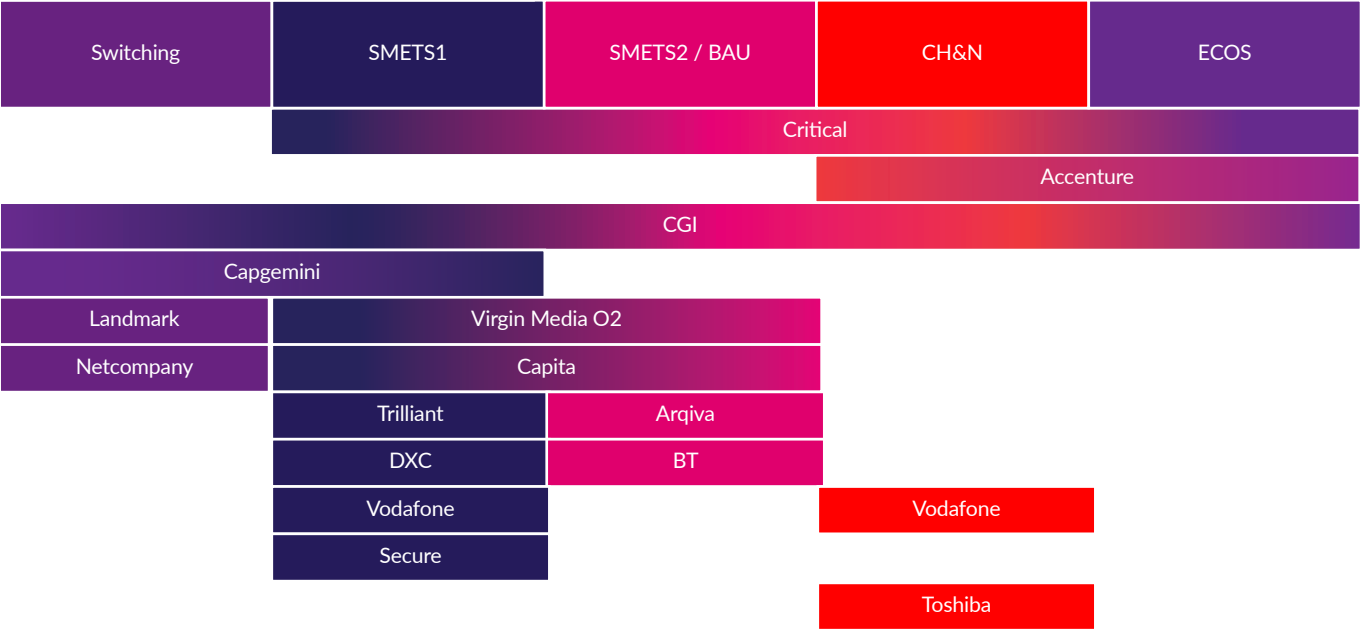 Switching
SMETS1
SMETS2 / BAU
CH&N
ECOS
Critical
Accenture
CGI
Capgemini
Landmark
Virgin Media O2
Netcompany
Capita
Trilliant
Arqiva
DXC
BT
Vodafone
Vodafone
Secure
Toshiba